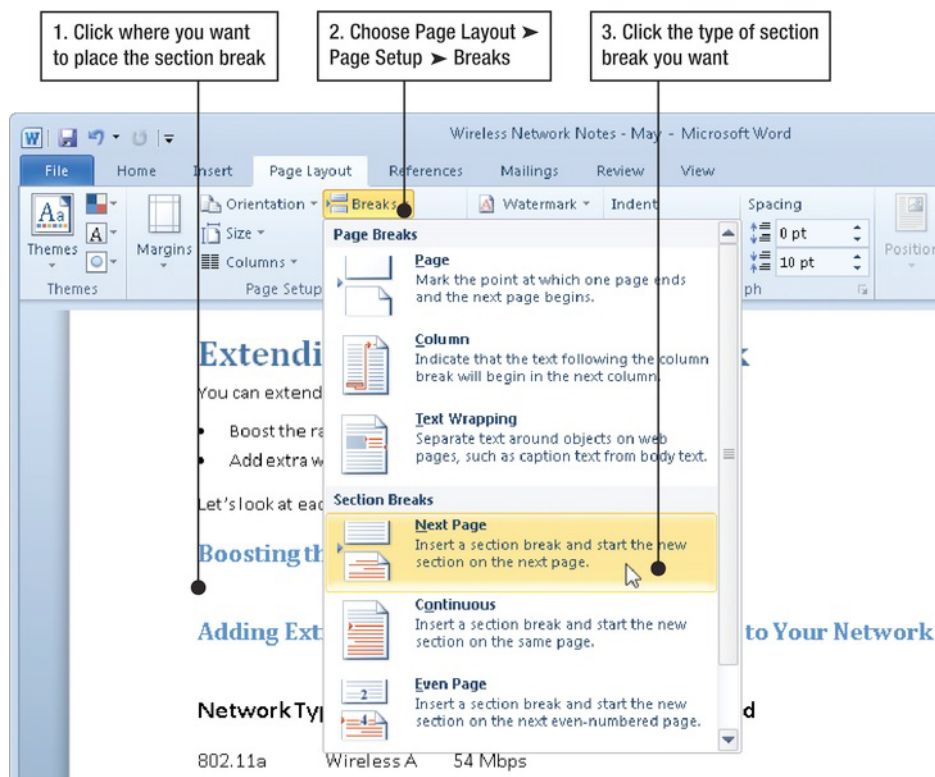 1. Click where you want
to place the section break
2. Choose Page Layout ➤
Page Setup ➤ Breaks
3. Click the type of section
break you want
W
Wireless Network Notes - May - Microsoft Word
File Home Insert Page Layout References Mailings Review View
Aa
A
Themes
Margins
Orientation
Size
Columns
Breaks
Watermark
Indent
Spacing
0 pt
10 pt
Position
Themes
Page Setup
ph
Page Breaks
Page
Mark the point at which one page ends
and the next page begins.
Column
Indicate that the text following the column
break will begin in the next column.
Text Wrapping
Separate text around objects on web
pages, such as caption text from body text.
Section Breaks
Next Page
Insert a section break and start the new
section on the next page.
Continuous
Insert a section break and start the new
section on the same page.
2
4
Even Page
Insert a section break and start the new
section on the next even-numbered page.
Extendi k
You can extend
• Boost the ra
• Add extra w
Let's look at eac
Boosting th
Adding Ext to Your Network
Network Typ d
802.11a Wireless A 54 Mbps